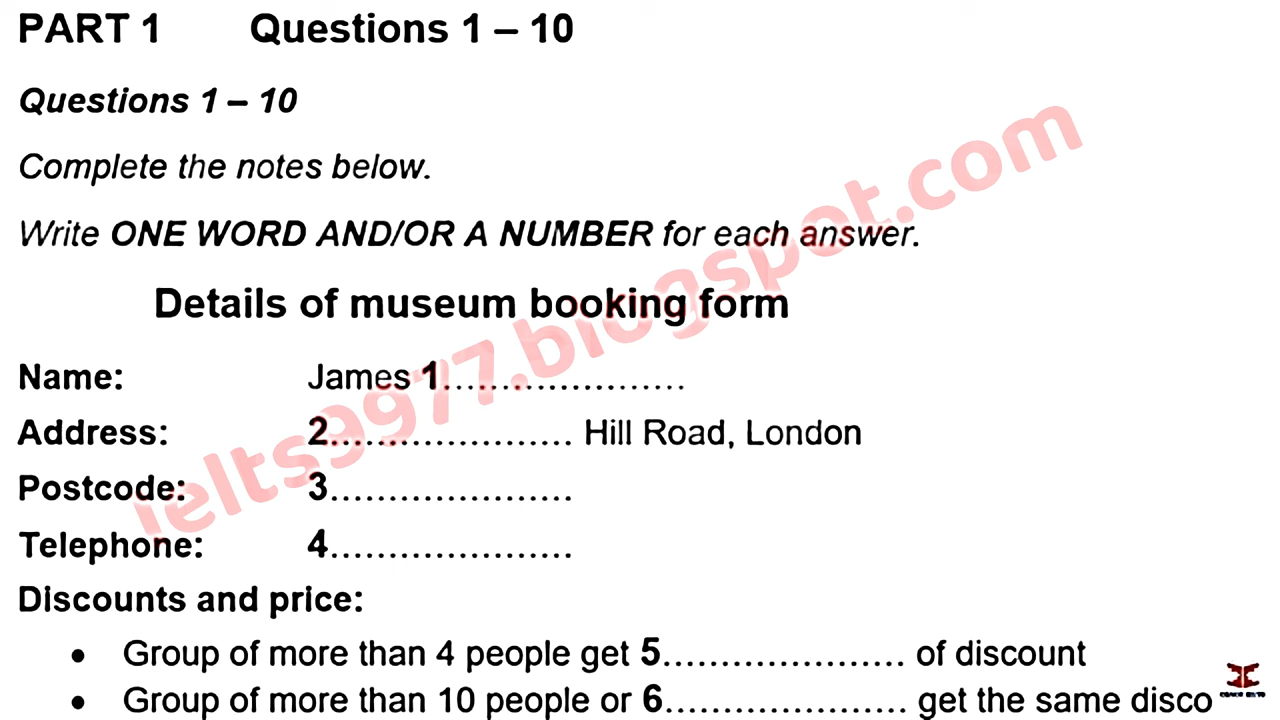 PART 1 Questions 1 – 10
Questions 1 – 10
Complete the notes below.
Write ONE WORD AND/OR A NUMBER for each answer.
Details of museum booking form
Name: James 1.....................
Address: 2..................... Hill Road, London
Postcode: 3.....................
Telephone: 4.....................
Discounts and price:
• Group of more than 4 people get 5..................... of discount
• Group of more than 10 people or 6..................... get the same disco
ielts9977.blogspot.com